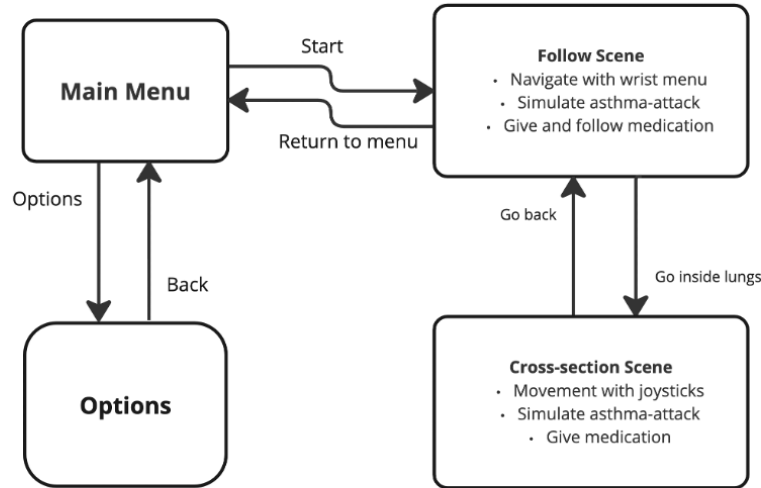 Main Menu
Start
Return to menu
Follow Scene
• Navigate with wrist menu
• Simulate asthma-attack
• Give and follow medication
Options
Back
Go back
Go inside lungs
Options
Cross-section Scene
• Movement with joysticks
• Simulate asthma-attack
• Give medication